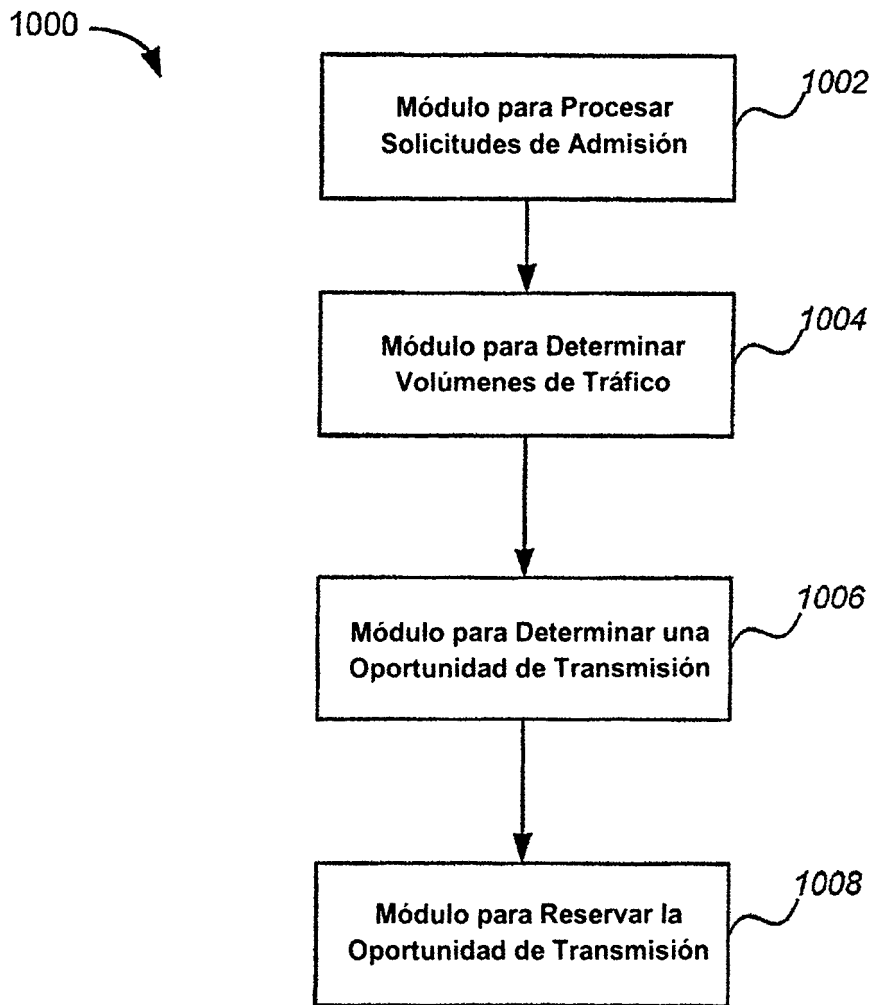 1000
Módulo para Procesar
Solicitudes de Admisión
1002
Módulo para Determinar
Volúmenes de Tráfico
1004
Módulo para Determinar una
Oportunidad de Transmisión
1006
Módulo para Reservar la
Oportunidad de Transmisión
1008